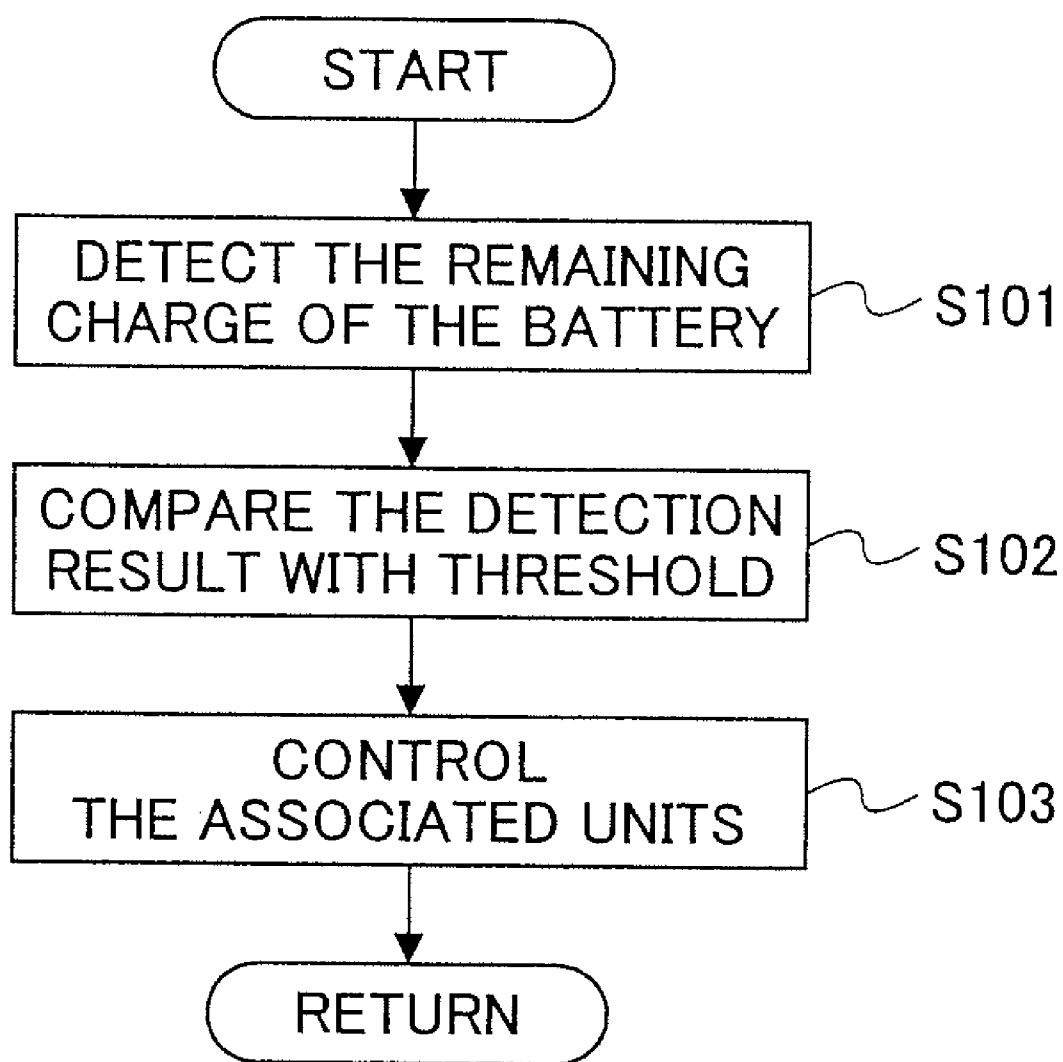 START
DETECT THE REMAINING
CHARGE OF THE BATTERY
S101
COMPARE THE DETECTION
RESULT WITH THRESHOLD
S102
CONTROL
THE ASSOCIATED UNITS
S103
RETURN